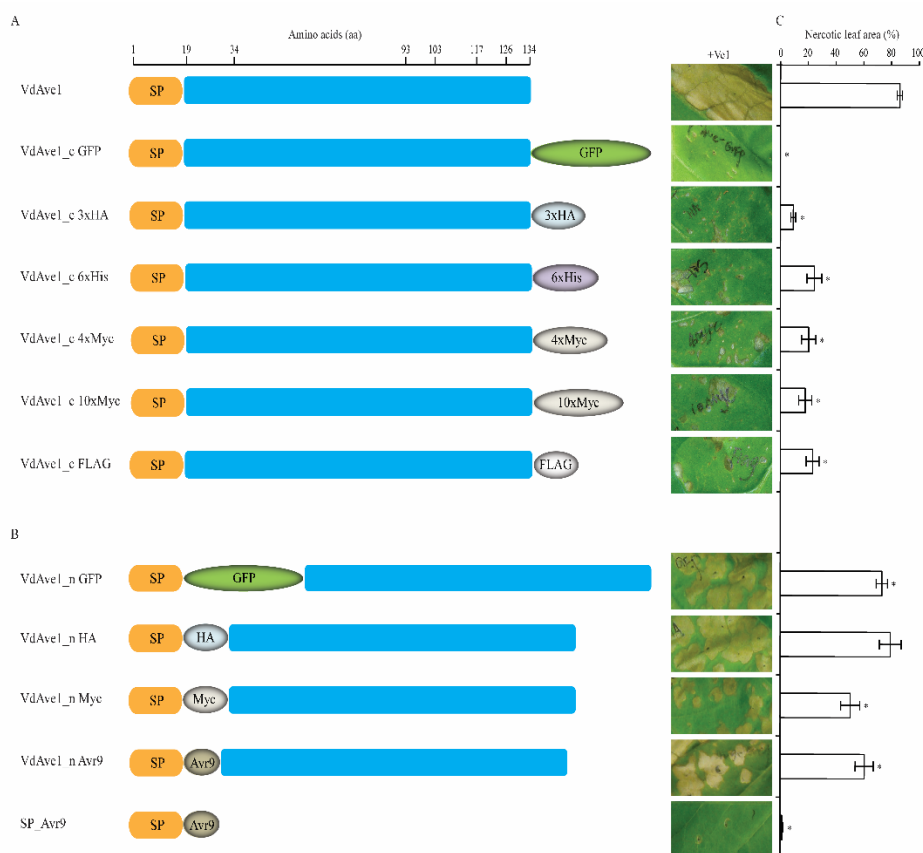 A
C
Amino acids (aa)
Nercotic leaf area (%)
1 19 34 93 103 117 126 134
+Ve1
0 20 40 60 80 100
VdAve1
SP
VdAve1_c GFP
SP
GFP
*
VdAve1_c 3xHA
SP
3xHA
*
VdAve1_c 6xHis
SP
6xHis
*
VdAve1_c 4xMyc
SP
4xMyc
*
VdAve1_c 10xMyc
SP
10xMyc
*
VdAve1_c FLAG
SP
FLAG
*
B
VdAve1_n GFP
SP
GFP
*
VdAve1_n HA
SP
HA
VdAve1_n Myc
SP
Myc
*
VdAve1_n Avr9
SP
Avr9
*
SP_Avr9
SP
Avr9
*